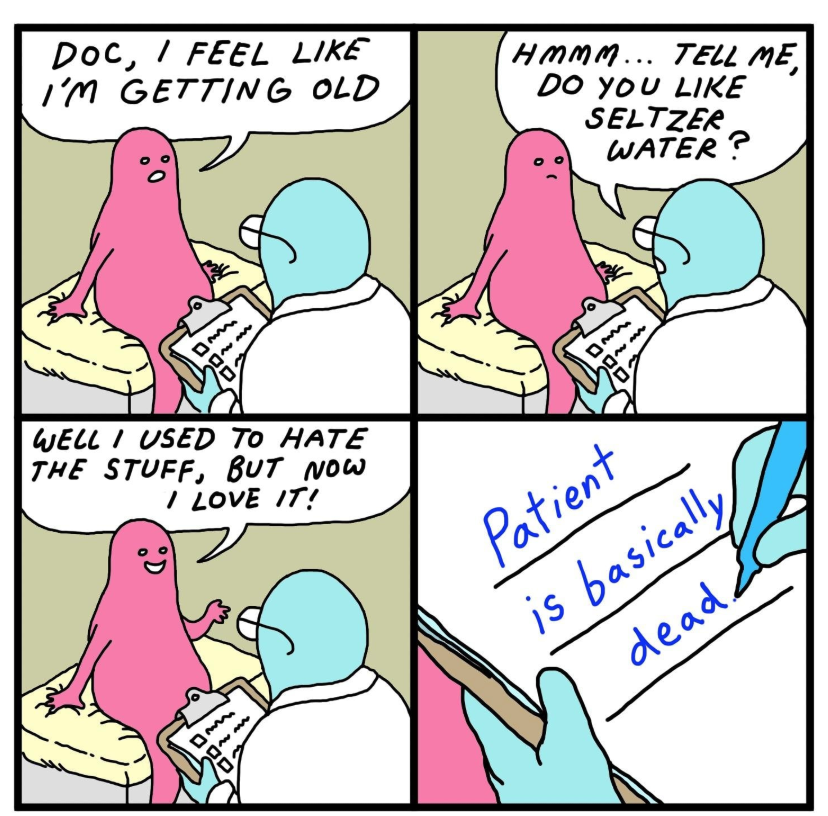 DOC, I FEEL LIKE
I'M GETTING OLD
HMMM... TELL ME,
DO YOU LIKE
SELTZER
WATER?
WELL I USED TO HATE
THE STUFF, BUT NOW
I LOVE IT!
Patient
is basically
dead.